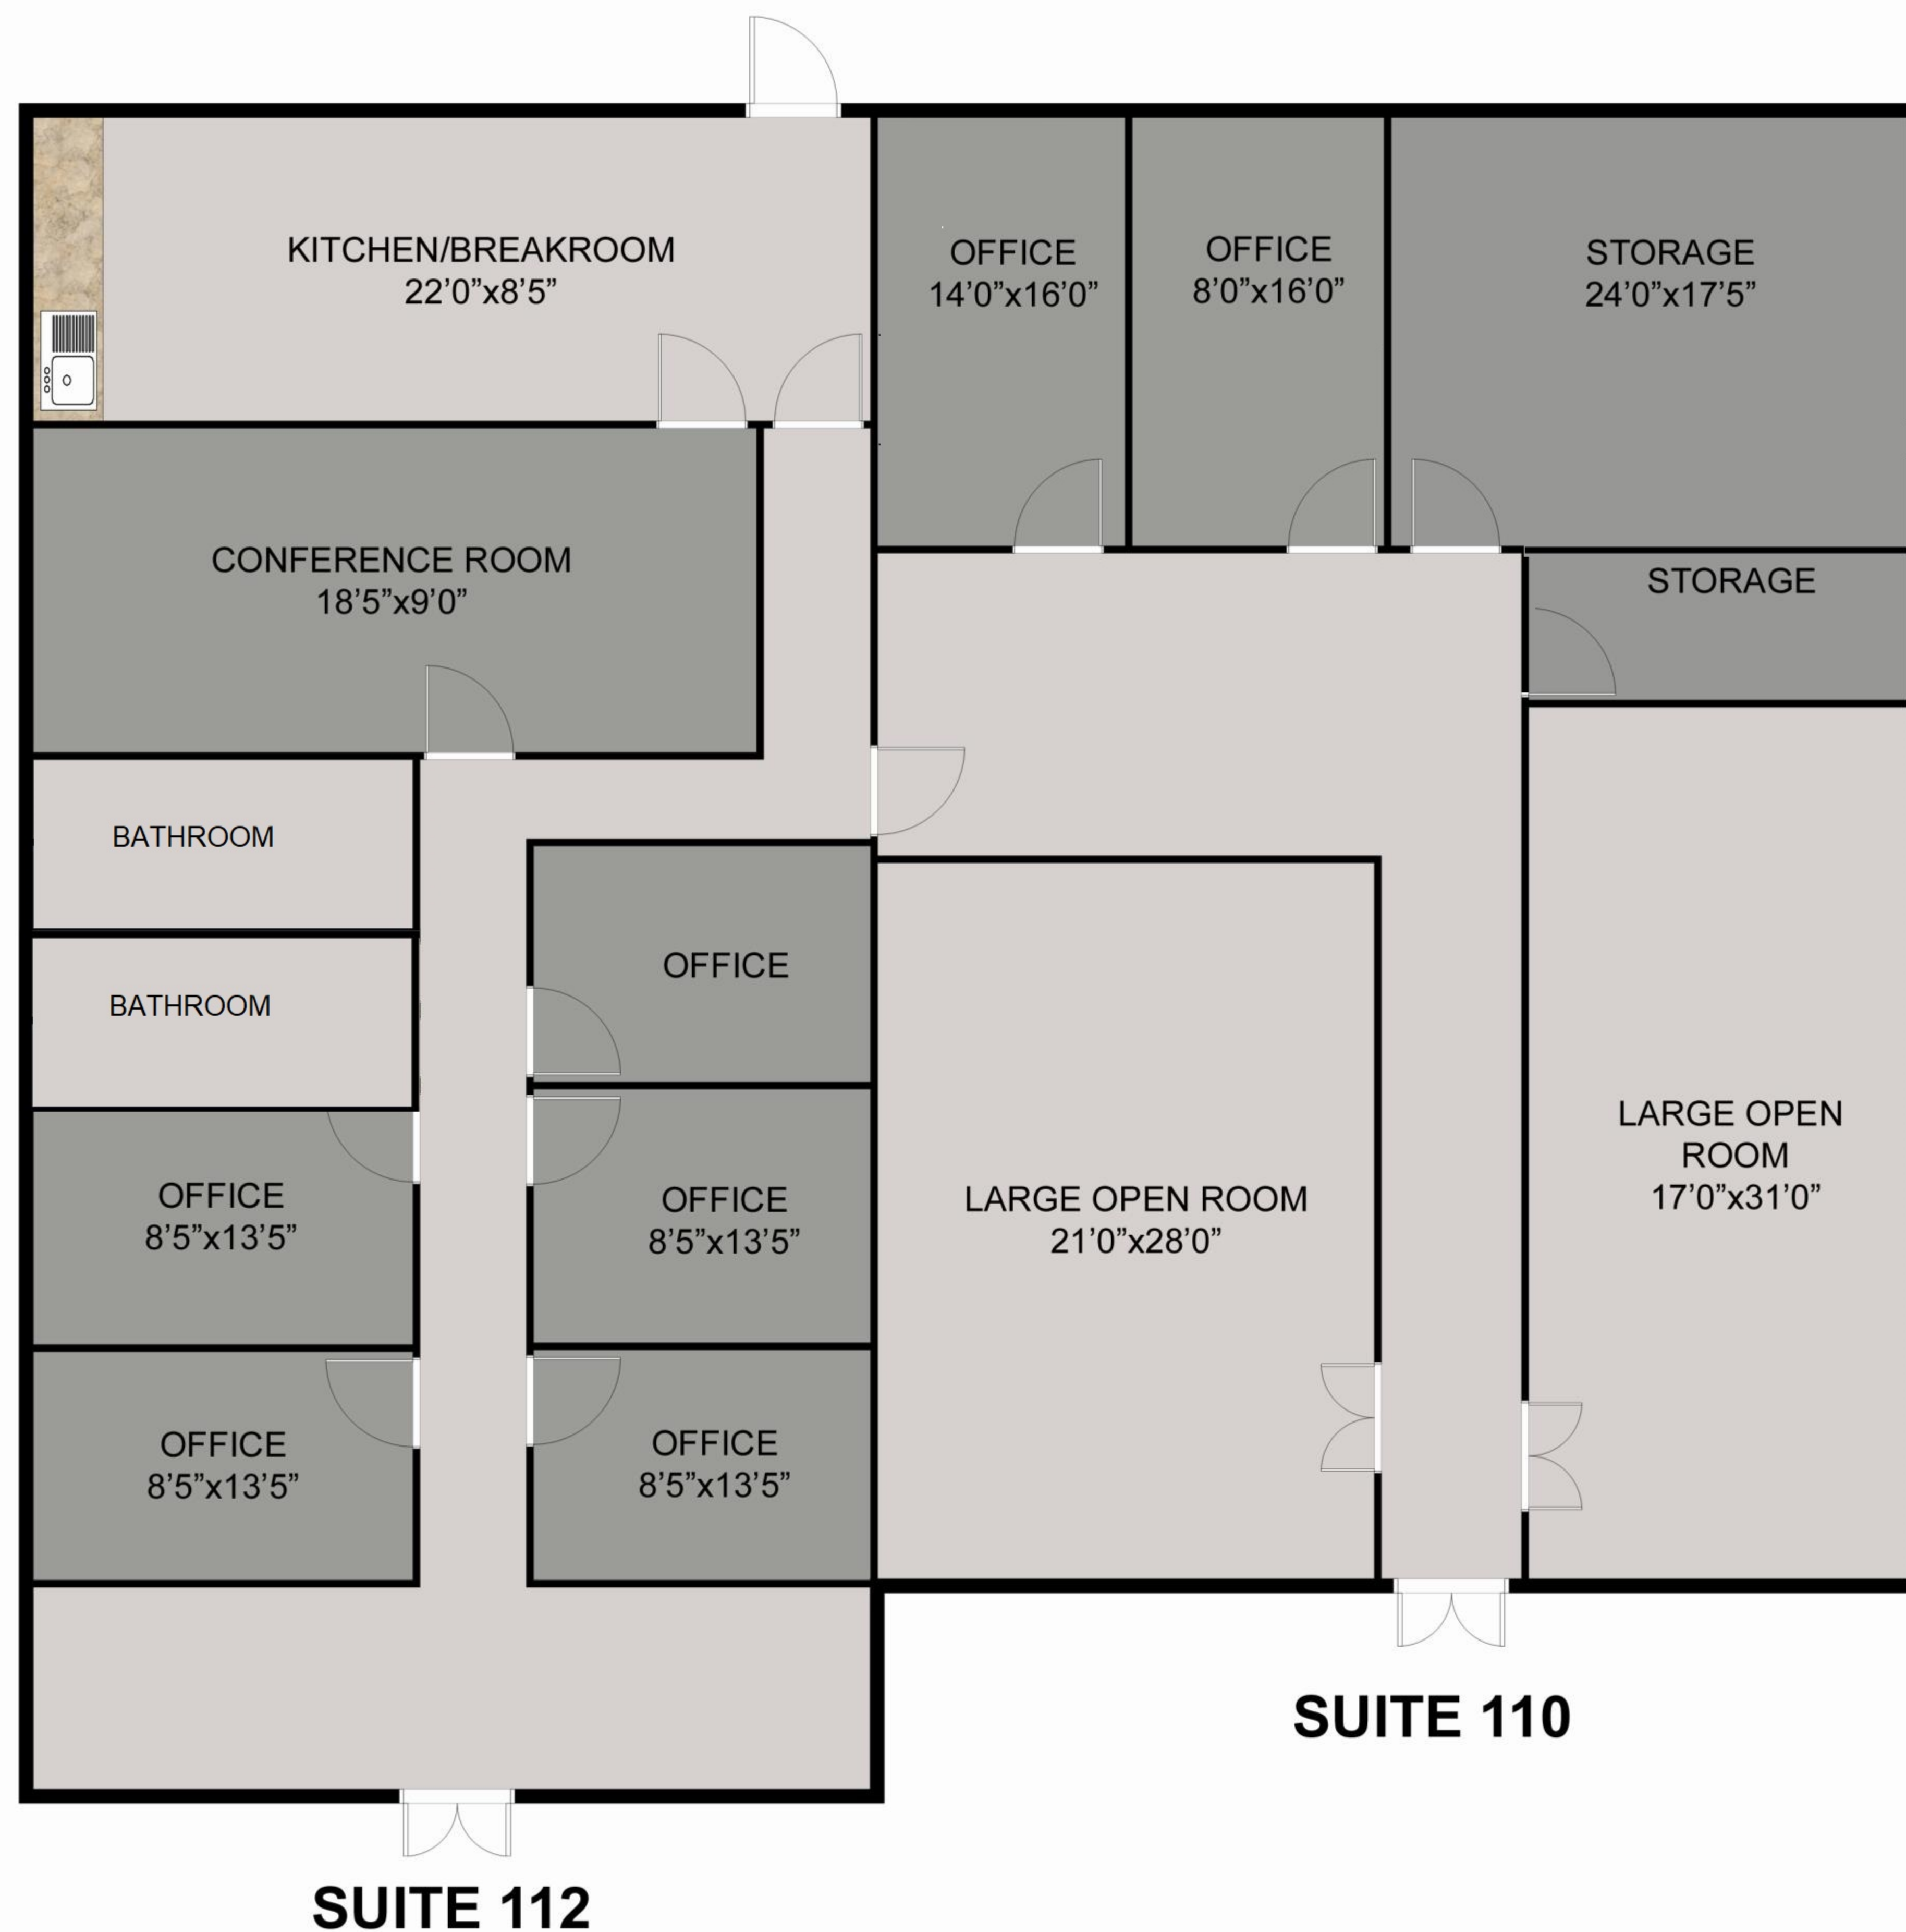 KITCHEN/BREAKROOM
22’0”x8’5”
OFFICE
14’0”x16’0”
OFFICE
8’0”x16’0”
STORAGE
24’0”x17’5”
CONFERENCE ROOM
18’5”x9’0”
STORAGE
BATHROOM
BATHROOM
OFFICE
OFFICE
8’5”x13’5”
OFFICE
8’5”x13’5”
OFFICE
8’5”x13’5”
OFFICE
8’5”x13’5”
LARGE OPEN ROOM
21’0”x28’0”
LARGE OPEN
ROOM
17’0”x31’0”
SUITE 110
SUITE 112